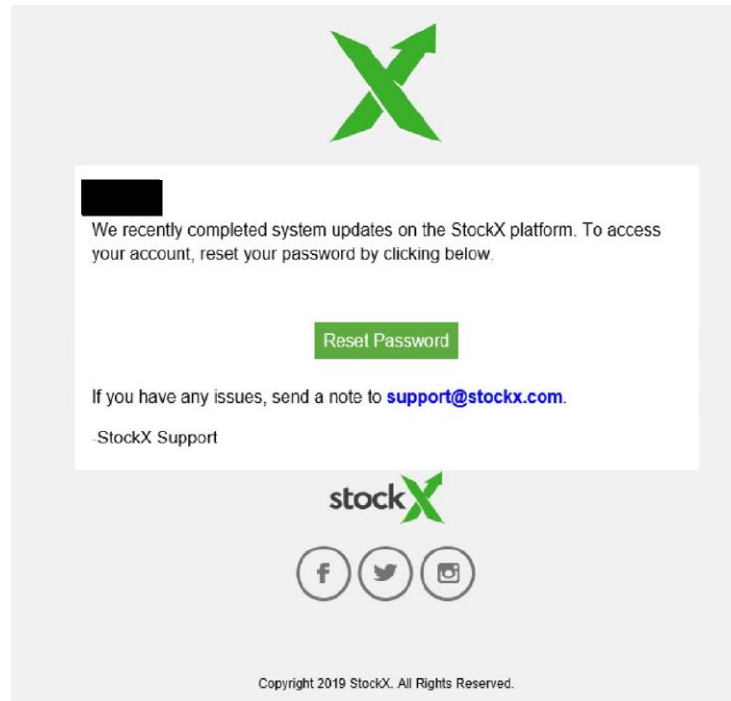 We recently completed system updates on the StockX platform. To access
your account, reset your password by clicking below.
Reset Password
If you have any issues, send a note to support@stockx.com.
-StockX Support
stockX
Copyright 2019 StockX. All Rights Reserved.